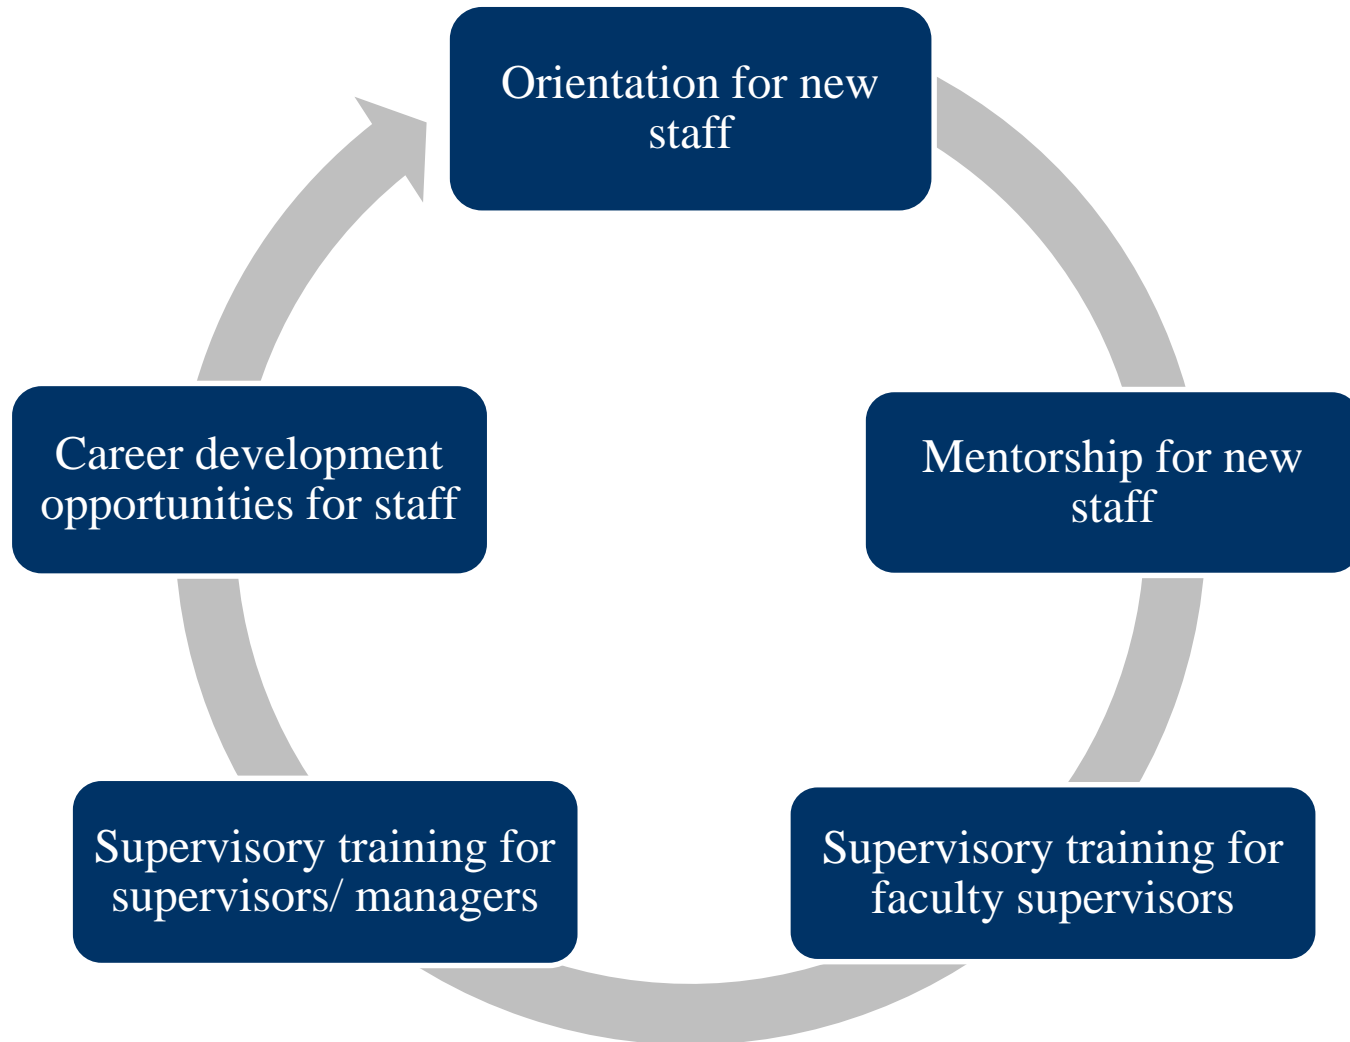 Orientation for new
staff
Mentorship for new
staff
Supervisory training for
faculty supervisors
Supervisory training for
supervisors/ managers
Career development
opportunities for staff